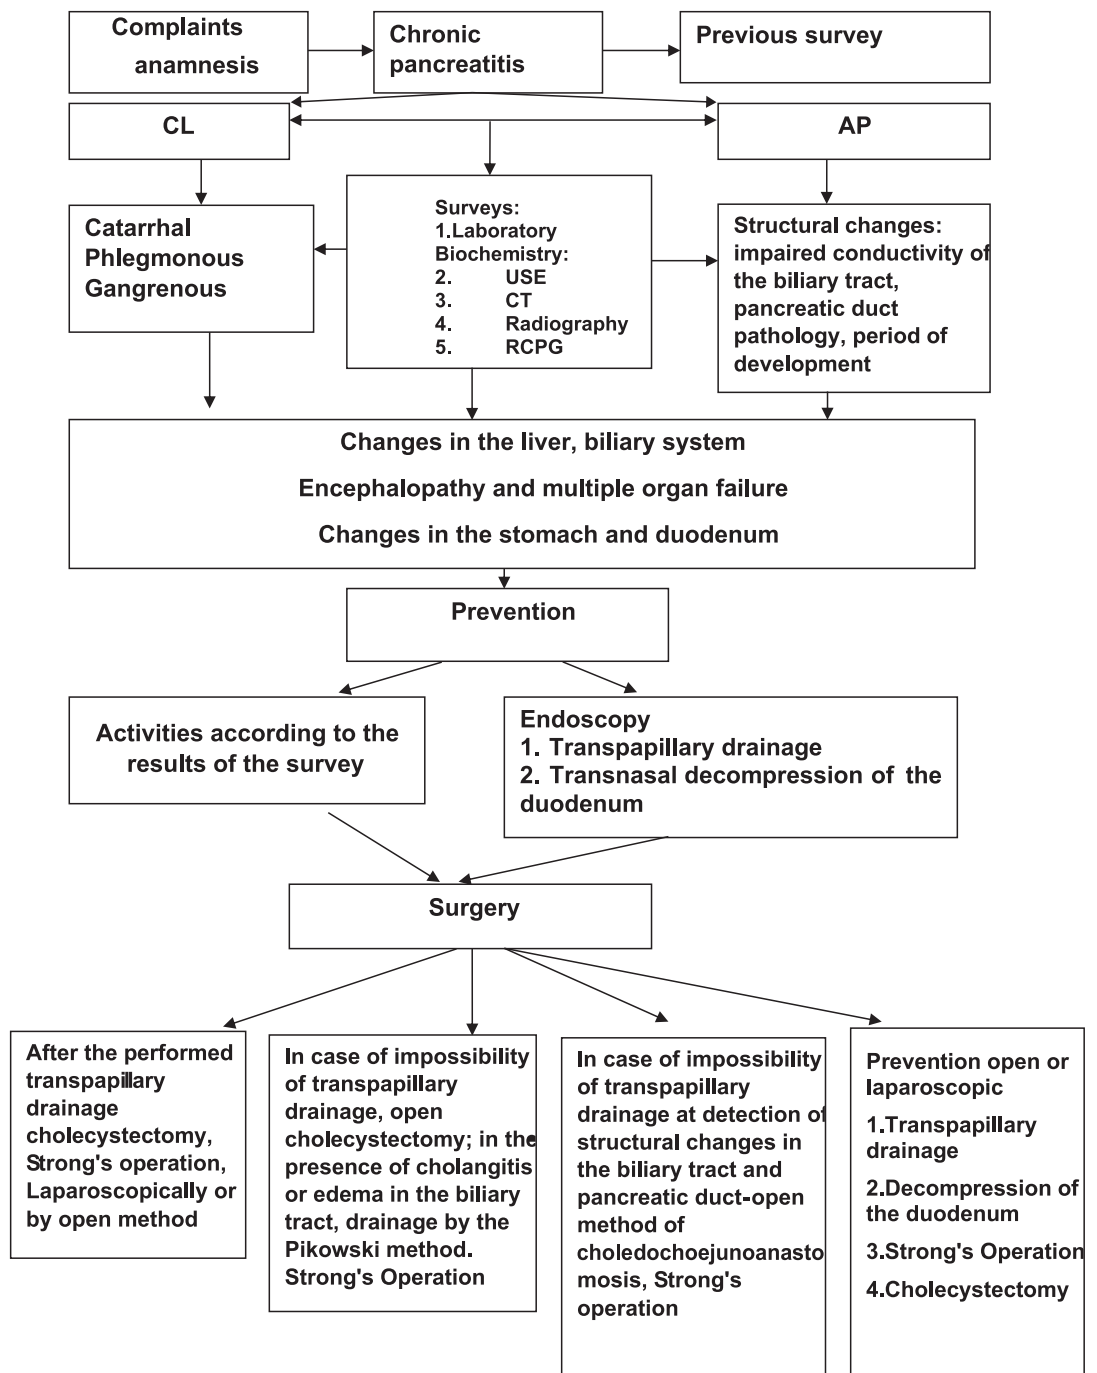 Complaints
anamnesis
Chronic
pancreatitis
Previous survey
CL
AP
Catarrhal
Phlegmonous
Gangrenous
Surveys:
1.Laboratory
Biochemistry:
2. USE
3. CT
4. Radiography
5. RCPG
Structural changes:
impaired conductivity of
the biliary tract,
pancreatic duct
pathology, period of
development
Changes in the liver, biliary system
Encephalopathy and multiple organ failure
Changes in the stomach and duodenum
Prevention
Activities according to the
results of the survey
Endoscopy
1. Transpapillary drainage
2. Transnasal decompression of the
duodenum
Surgery
After the performed
transpapillary
drainage
cholecystectomy,
Strong's operation,
Laparoscopically or
by open method
In case of impossibility
of transpapillary
drainage, open
cholecystectomy; in the
presence of cholangitis
or edema in the biliary
tract, drainage by the
Pikowski method.
Strong's Operation
In case of impossibility
of transpapillary
drainage at detection of
structural changes in
the biliary tract and
pancreatic duct-open
method of
choledochoejunoanasto
mosis, Strong's
operation
Prevention open or
laparoscopic
1.Transpapillary
drainage
2.Decompression of
the duodenum
3.Strong's Operation
4.Cholecystectomy